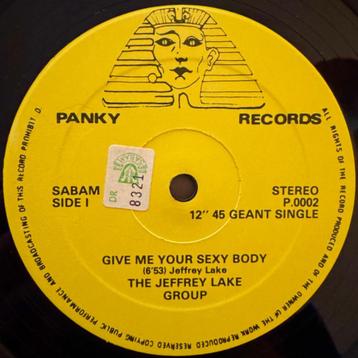 PANKY RECORDS
SABAM
SIDE I
DR
8321
STEREO
P.0002
12" 45 GEANT SINGLE
GIVE ME YOUR SEXY BODY
(6'53) Jeffrey Lake
THE JEFFREY LAKE
GROUP
ALL RIGHTS OF THE RECORD PRODUCED AND OF THE OWNER OF THE WORK REPRODUCED RESERVED COPYING PUBLIC PERFORMANCE AND BROADCASTING OF THIS RECORD PROHIBIT D.